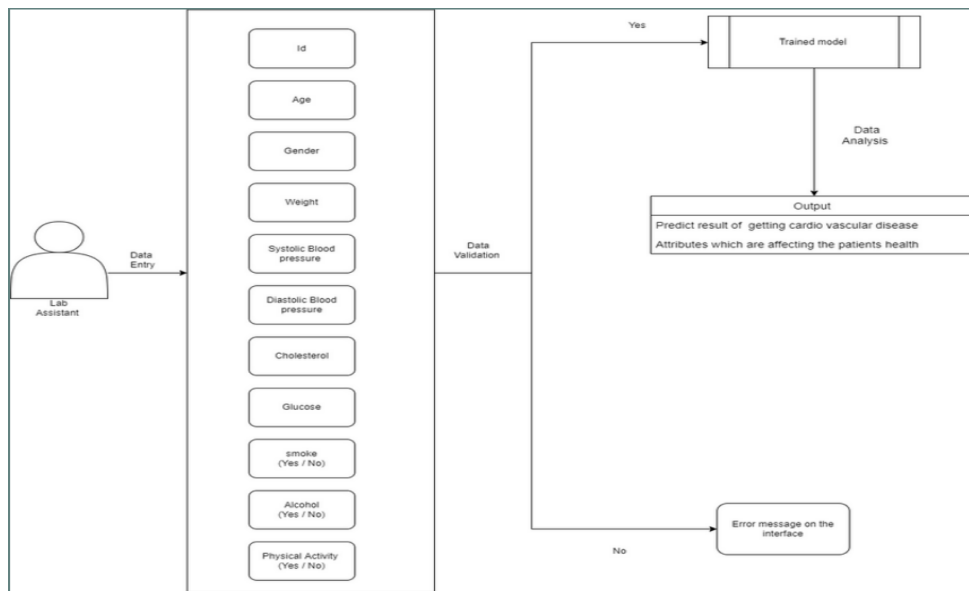 Id
Age
Gender
Weight
Systolic Blood
pressure
Diastolic Blood
pressure
Cholesterol
Glucose
smoke
(Yes / No)
Alcohol
(Yes / No)
Physical Activity
(Yes / No)
Lab
Assistant
Data
Entry
Data
Validation
Yes
Trained model
Data
Analysis
Output
Predict result of getting cardio vascular disease
Attributes which are affecting the patients health
No
Error message on the
interface